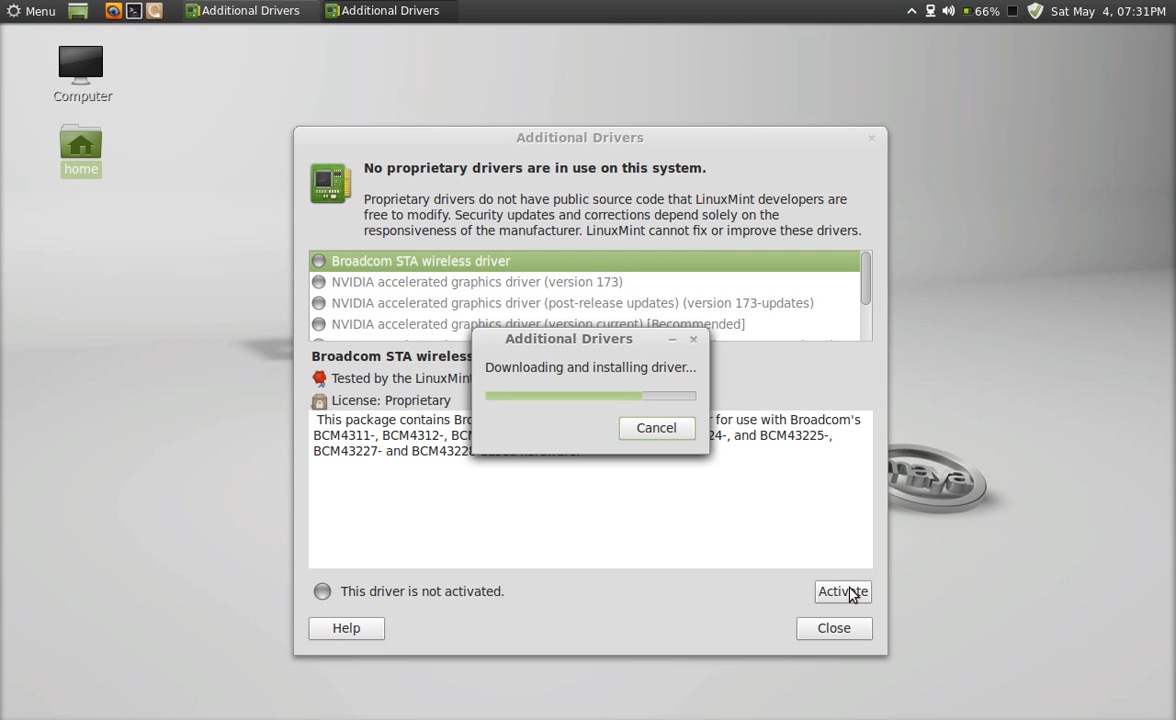 Menu
Additional Drivers
Additional Drivers
66%
Sat May 4, 07:31PM
Computer
home
Additional Drivers
No proprietary drivers are in use on this system.
Proprietary drivers do not have public source code that LinuxMint developers are
free to modify. Security updates and corrections depend solely on the
responsiveness of the manufacturer. LinuxMint cannot fix or improve these drivers.
Broadcom STA wireless driver
NVIDIA accelerated graphics driver (version 173)
NVIDIA accelerated graphics driver (post-release updates) (version 173-updates)
NVIDIA accelerated graphics driver (version current) [Recommended]
Broadcom STA wireless
Tested by the LinuxMint
License: Proprietary
Additional Drivers
Downloading and installing driver...
Cancel
This package contains for use with Broadcom's
BCM4311-, BCM4312-, and BCM43225-,
BCM43227- and
This driver is not activated.
Activate
Help
Close
maya